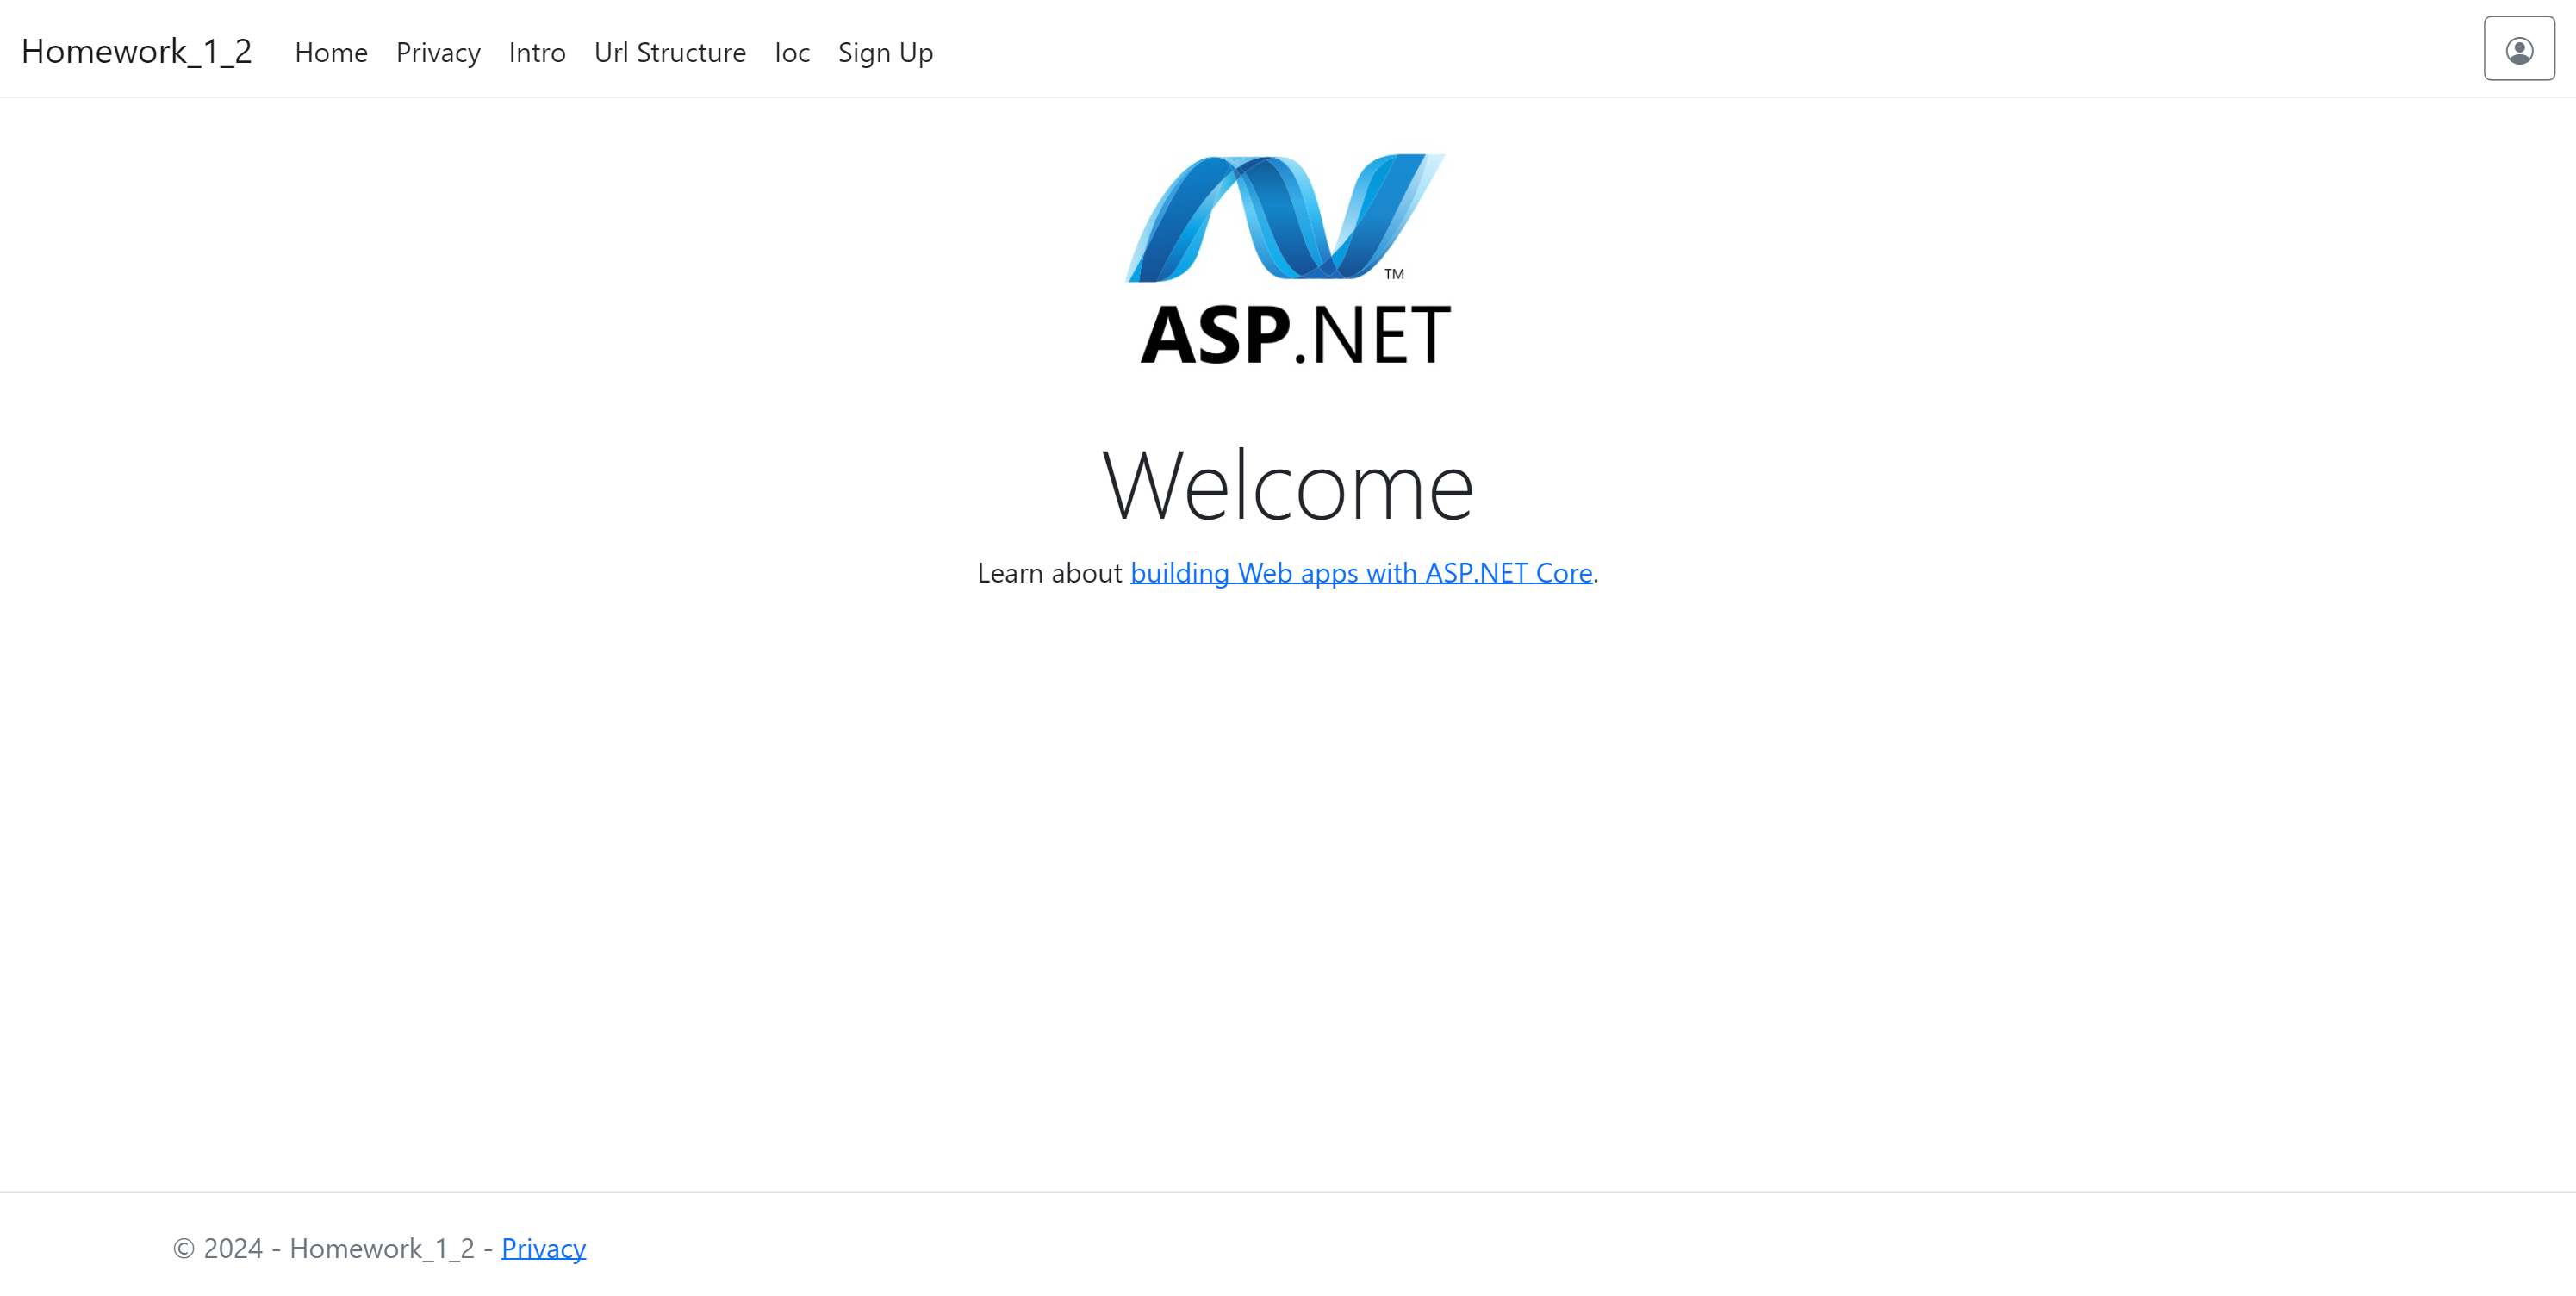 Homework_1_2 Home Privacy Intro Url Structure Ioc Sign Up
TM
ASP.NET
Welcome
Learn about building Web apps with ASP.NET Core.
© 2024 - Homework_1_2 - Privacy